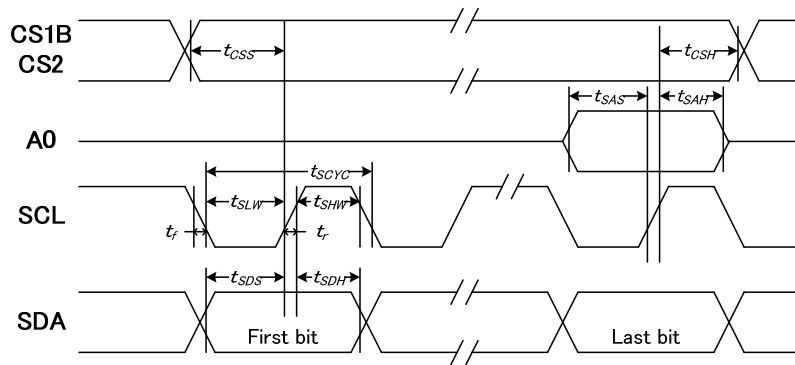 CS1B
CS2
tCSS
tCSH
tSAS
tSAH
A0
tSCYC
SCL
tSLW
tSHW
tf
tr
tSDS
tSDH
SDA
First bit
Last bit